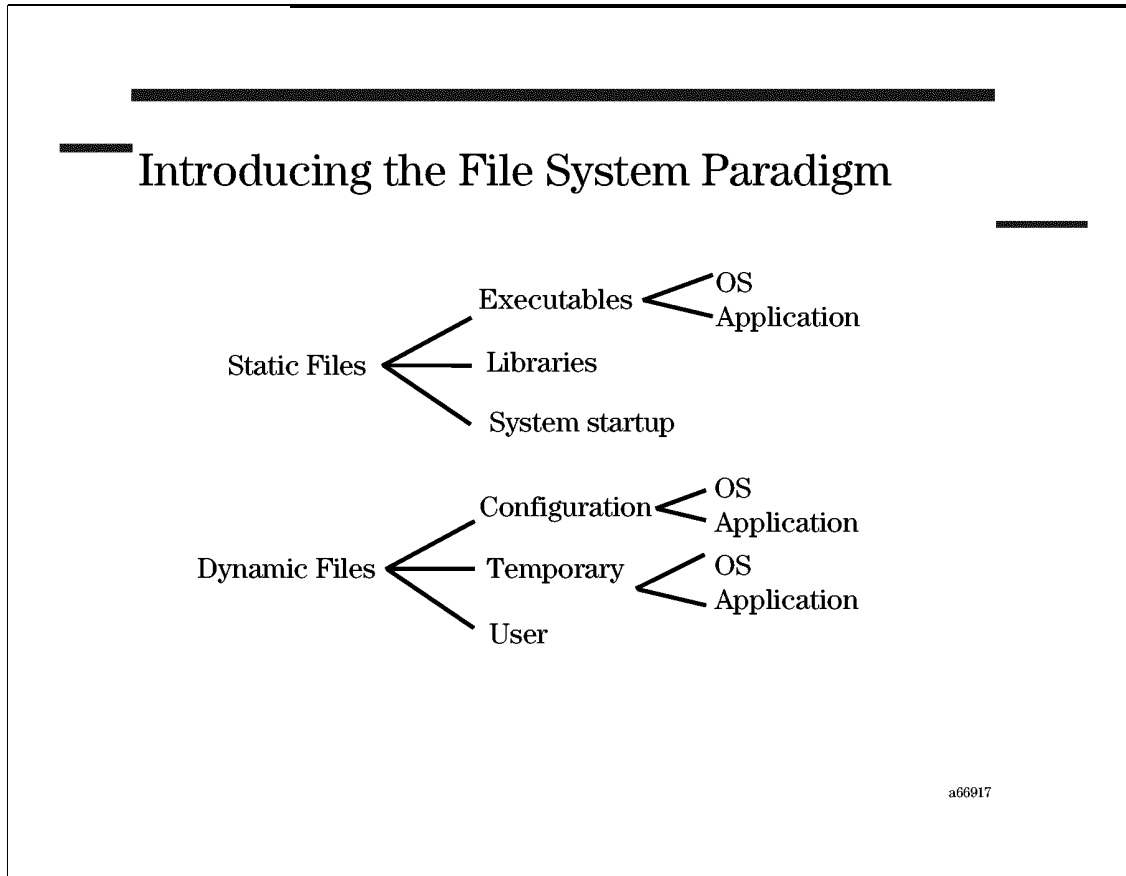 Introducing the File System Paradigm
Static Files
Executables
OS
Application
Libraries
System startup
Dynamic Files
Configuration
OS
Application
Temporary
OS
Application
User
a66917